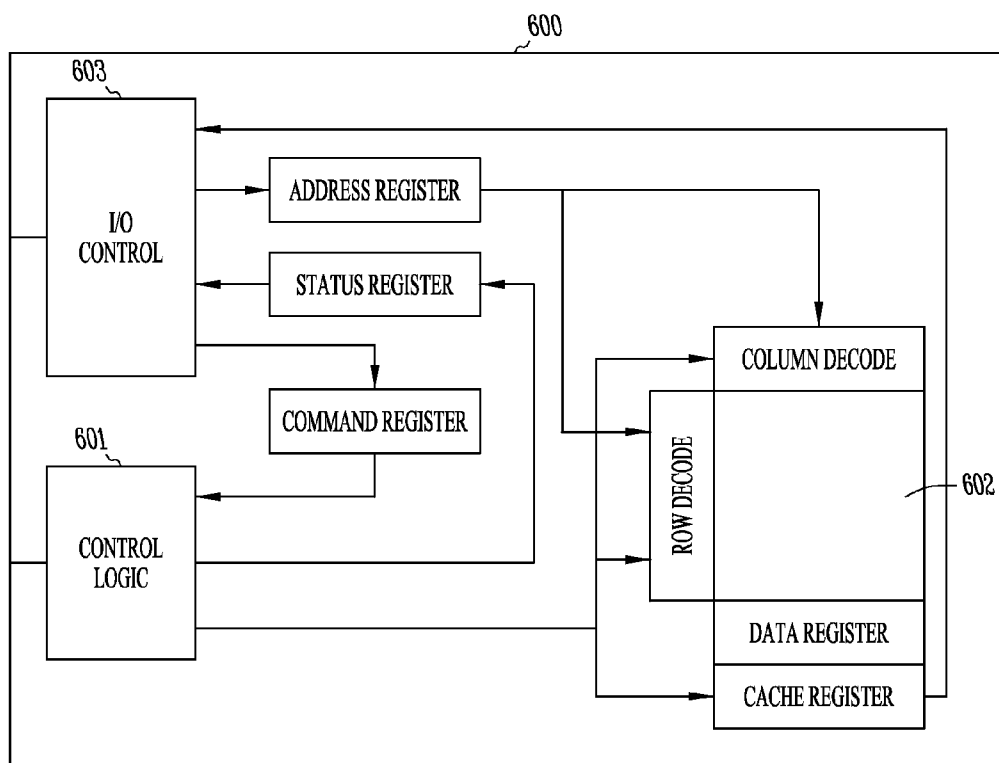 600
603
I/O
CONTROL
ADDRESS REGISTER
STATUS REGISTER
COMMAND REGISTER
601
CONTROL
LOGIC
COLUMN DECODE
ROW DECODE
602
DATA REGISTER
CACHE REGISTER